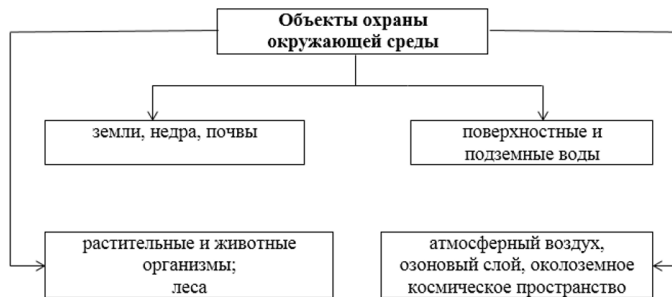 Объекты охраны
окружающей среды
земли, недра, почвы
поверхностные и
подземные воды
растительные и животные
организмы;
леса
атмосферный воздух,
озоновый слой, околоземное
космическое пространство